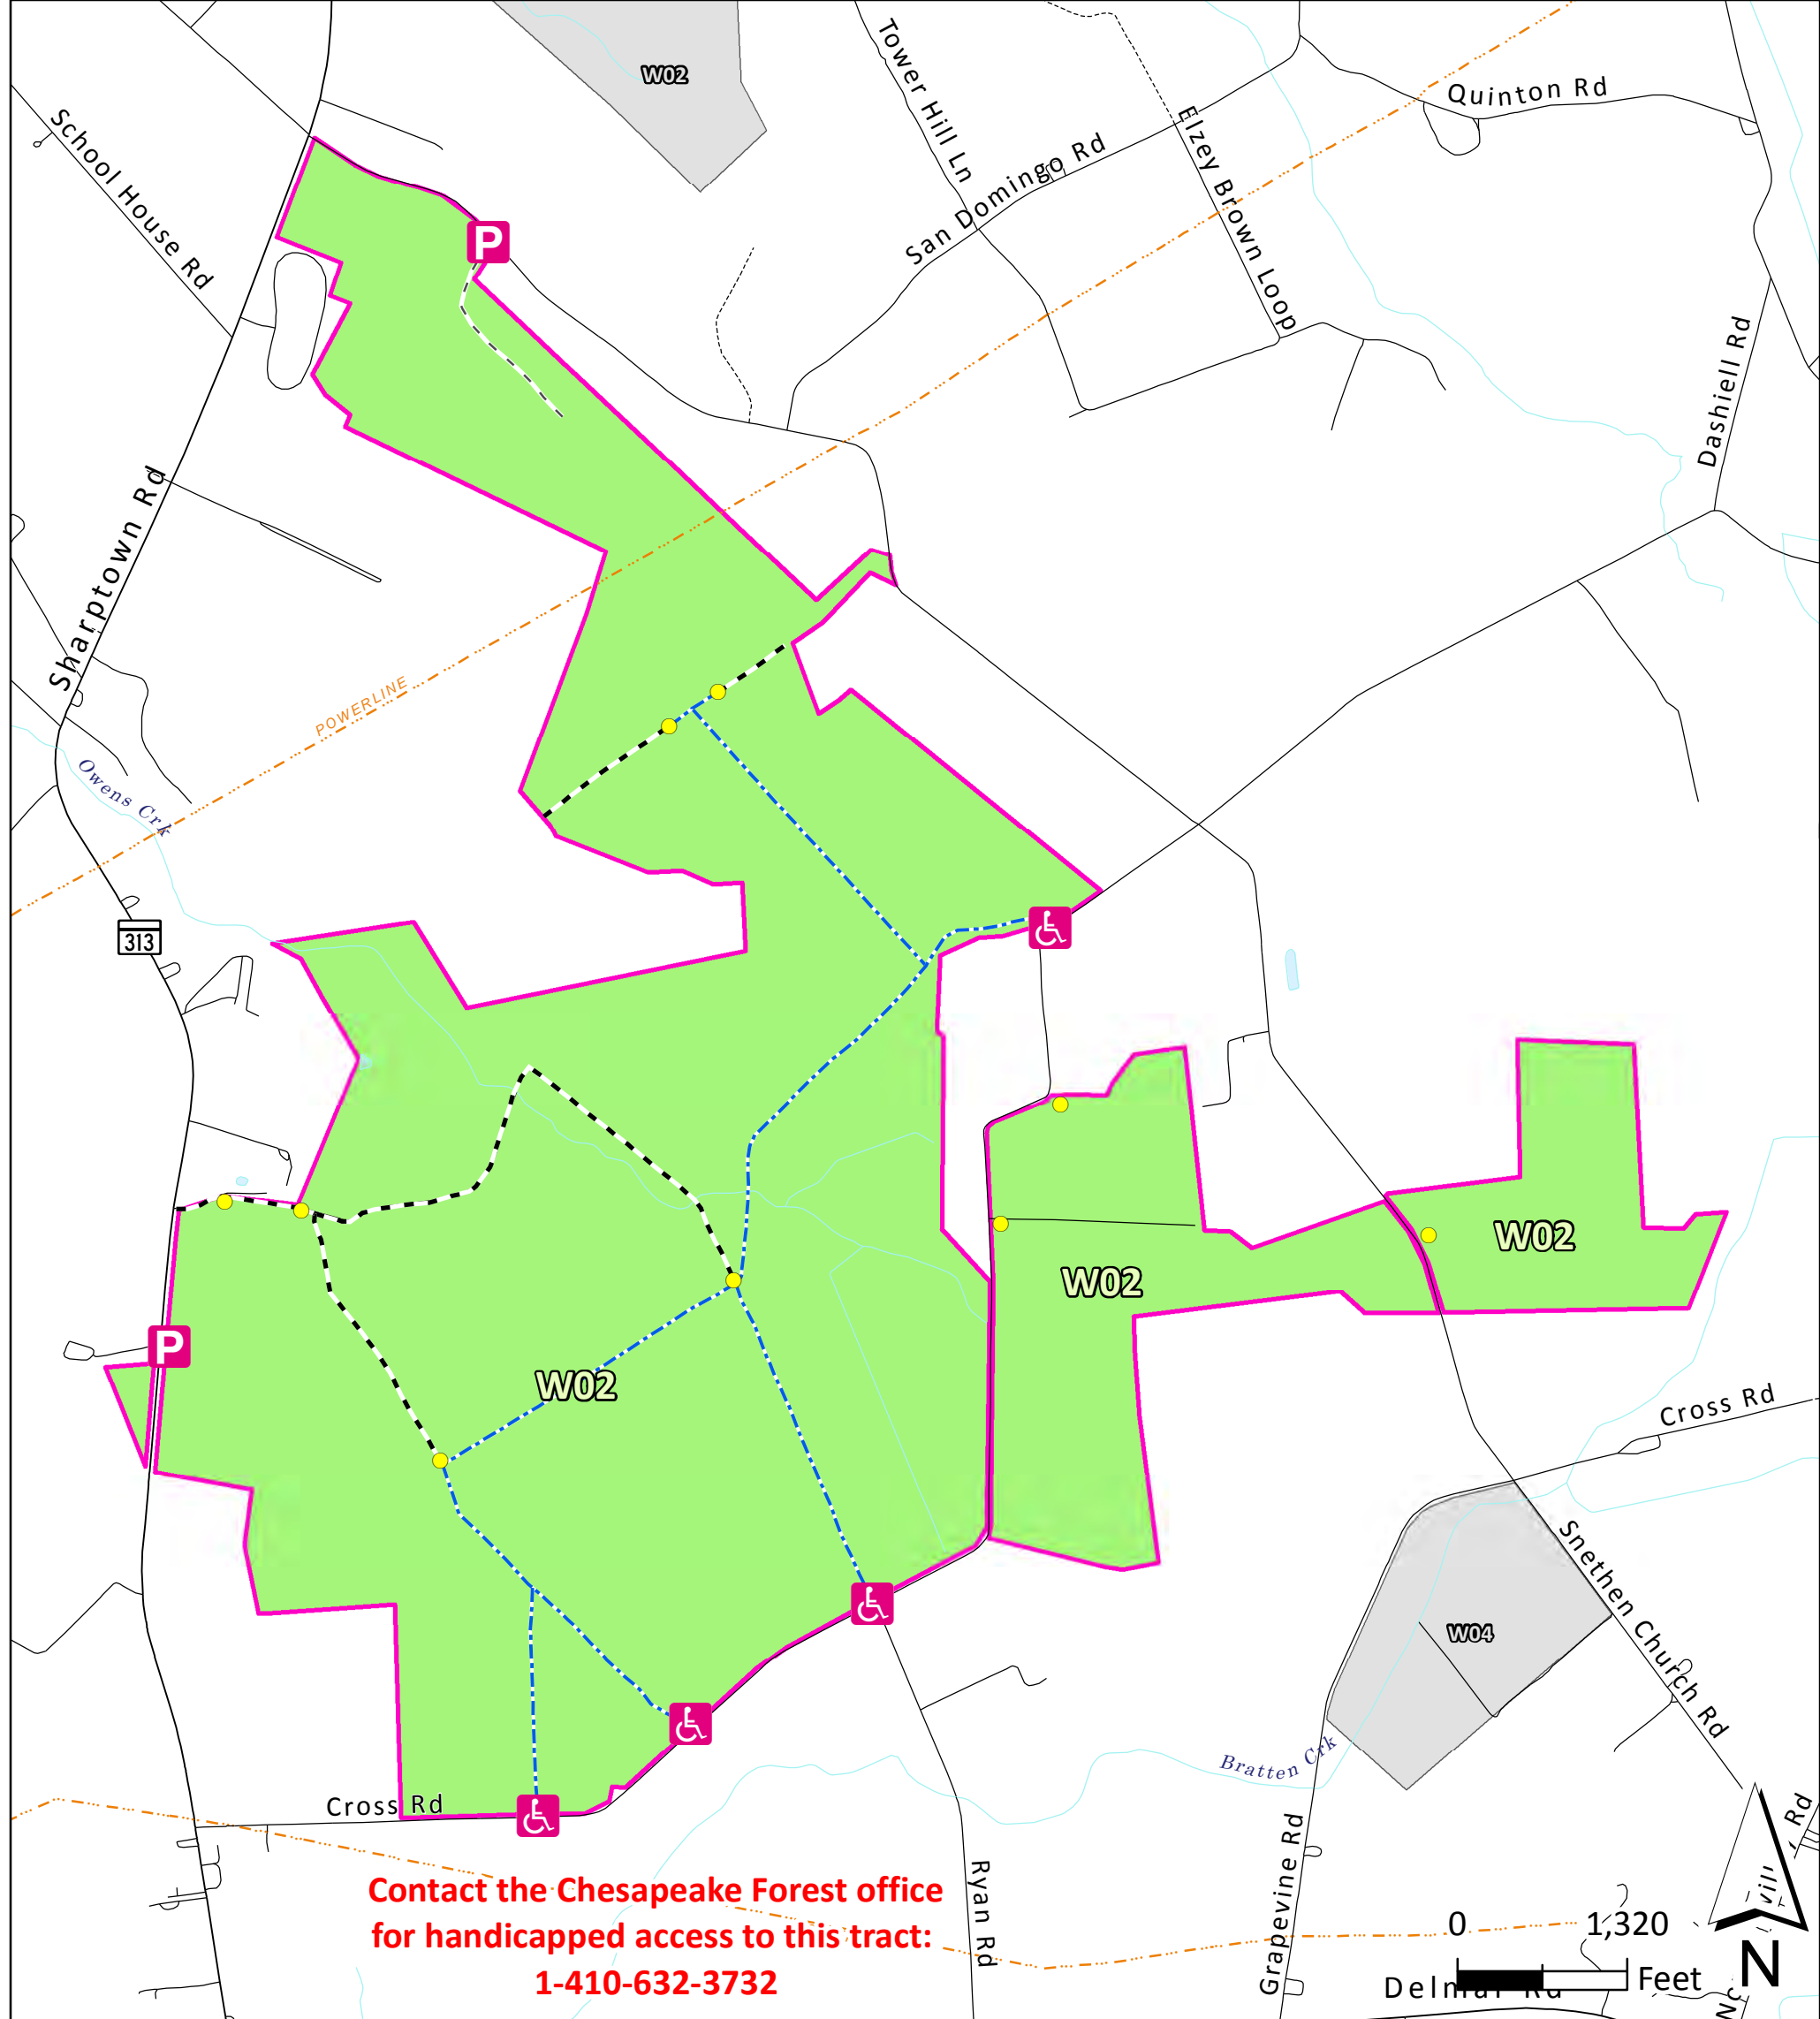 W02
Tower Hill Ln
Quinton Rd
School House Rd
P
San Domingo Rd
Elzey Brown Loop
Dashiell Rd
Sharptown Rd
POWERLINE
Owens Crk
313
W02
W02
P
W02
Cross Rd
Snethen Church Rd
W04
Bratten Crk
Cross Rd
Ryan Rd
Grapevine Rd
Rd
Contact the Chesapeake Forest office
for handicapped access to this tract:
1-410-632-3732
0 1,320
Feet
N
Delmar Rd